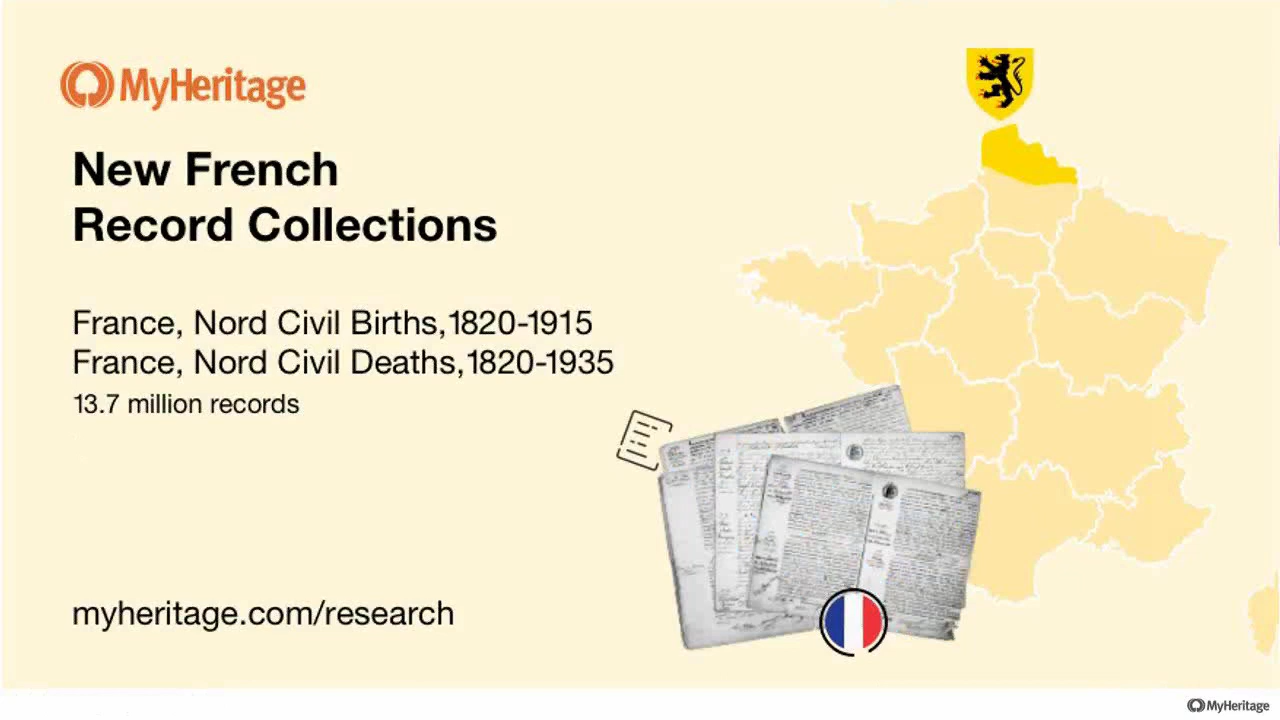 MyHeritage
New French
Record Collections
France, Nord Civil Births,1820-1915
France, Nord Civil Deaths,1820-1935
13.7 million records
myheritage.com/research
MyHeritage